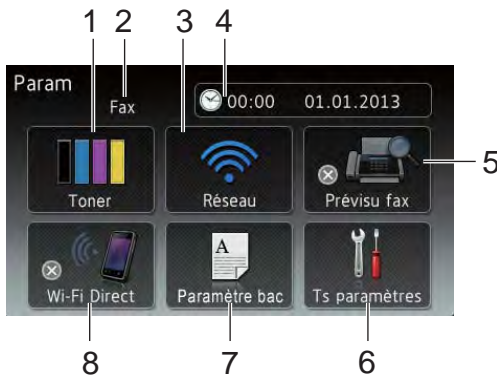 1 2 3 4
Param
Fax
00:00 01.01.2013
5
Toner
Réseau
Prévisu fax
A
Wi-Fi Direct
Paramètre bac
Ts paramètres
8 7 6